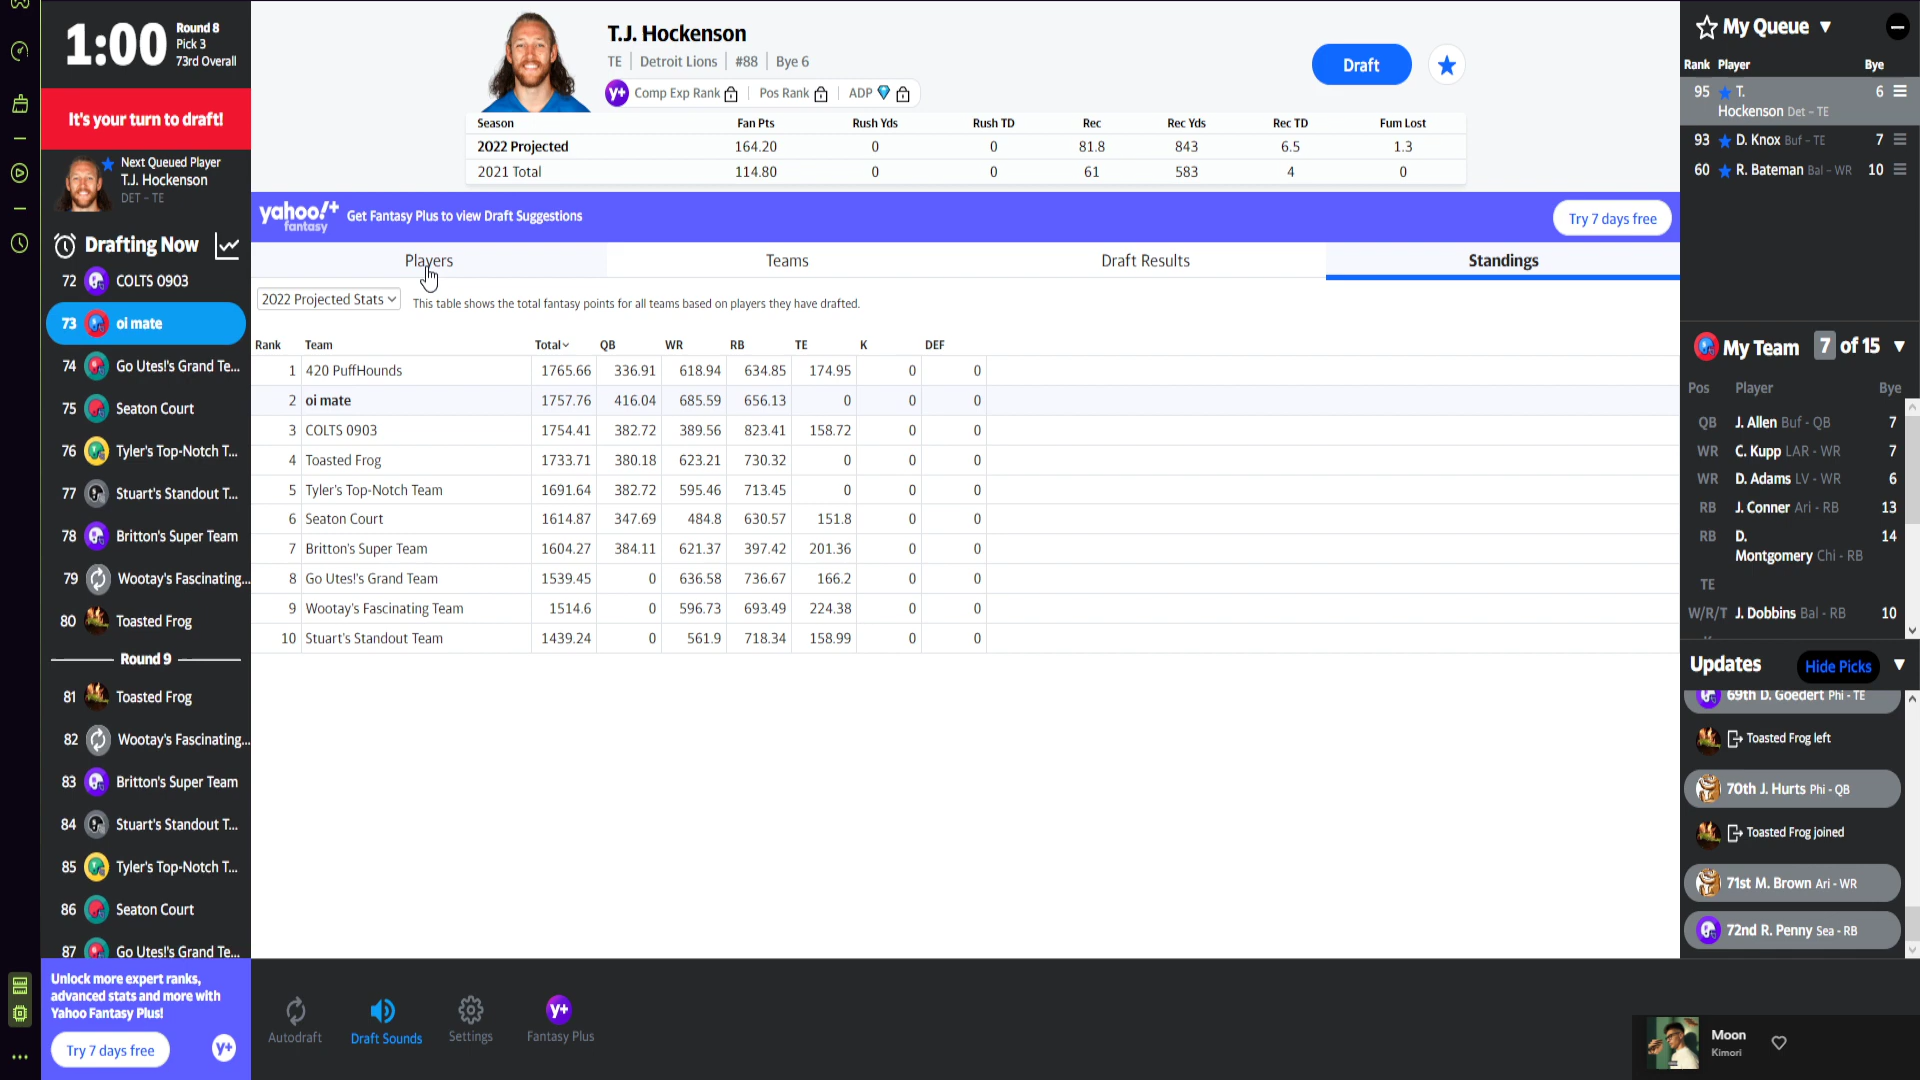 1:00
Round 8
Pick 3
73rd Overall
It's your turn to draft!
Next Queued Player
T.J. Hockenson
DET - TE
Drafting Now
72 COLTS 0903
73 oi mate
74 Go Utes!'s Grand Te...
75 Seaton Court
76 Tyler's Top-Notch T...
77 Stuart's Standout T...
78 Britton's Super Team
79 Wootay's Fascinating...
80 Toasted Frog
Round 9
81 Toasted Frog
82 Wootay's Fascinating...
83 Britton's Super Team
84 Stuart's Standout T...
85 Tyler's Top-Notch T...
86 Seaton Court
87 Go Utes!'s Grand Te...
Unlock more expert ranks,
advanced stats and more with
Yahoo Fantasy Plus!
Try 7 days free y+
T.J. Hockenson
TE Detroit Lions #88 Bye 6
y+ Comp Exp Rank Pos Rank ADP
Draft
Season Fan Pts Rush Yds Rush TD Rec Rec Yds Rec TD Fum Lost
2022 Projected 164.20 0 0 81.8 843 6.5 1.3
2021 Total 114.80 0 0 61 583 4 0
yahoo!+ fantasy Get Fantasy Plus to view Draft Suggestions Try 7 days free
Players Teams Draft Results Standings
2022 Projected Stats This table shows the total fantasy points for all teams based on players they have drafted.
Rank Team Total QB WR RB TE K DEF
1 420 PuffHounds 1765.66 336.91 618.94 634.85 174.95 0 0
2 oi mate 1757.76 416.04 685.59 656.13 0 0 0
3 COLTS 0903 1754.41 382.72 389.56 823.41 158.72 0 0
4 Toasted Frog 1733.71 380.18 623.21 730.32 0 0 0
5 Tyler's Top-Notch Team 1691.64 382.72 595.46 713.45 0 0 0
6 Seaton Court 1614.87 347.69 484.8 630.57 151.8 0 0
7 Britton's Super Team 1604.27 384.11 621.37 397.42 201.36 0 0
8 Go Utes!'s Grand Team 1539.45 0 636.58 736.67 166.2 0 0
9 Wootay's Fascinating Team 1514.6 0 596.73 693.49 224.38 0 0
10 Stuart's Standout Team 1439.24 0 561.9 718.34 158.99 0 0
Autodraft Draft Sounds Settings y+ Fantasy Plus
My Queue
Rank Player Bye
95 T. 6
Hockenson Det - TE
93 D. Knox Buf - TE 7
60 R. Bateman Bal - WR 10
My Team 7 of 15
Pos Player Bye
QB J. Allen Buf - QB 7
WR C. Kupp LAR - WR 7
WR D. Adams LV - WR 6
RB J. Conner Ari - RB 13
RB D. 14
Montgomery Chi - RB
TE
W/R/T J. Dobbins Bal - RB 10
Updates Hide Picks
69th D. Goedert Phi - TE
Toasted Frog left
70th J. Hurts Phi - QB
Toasted Frog joined
71st M. Brown Ari - WR
72nd R. Penny Sea - RB
Moon
Kimori